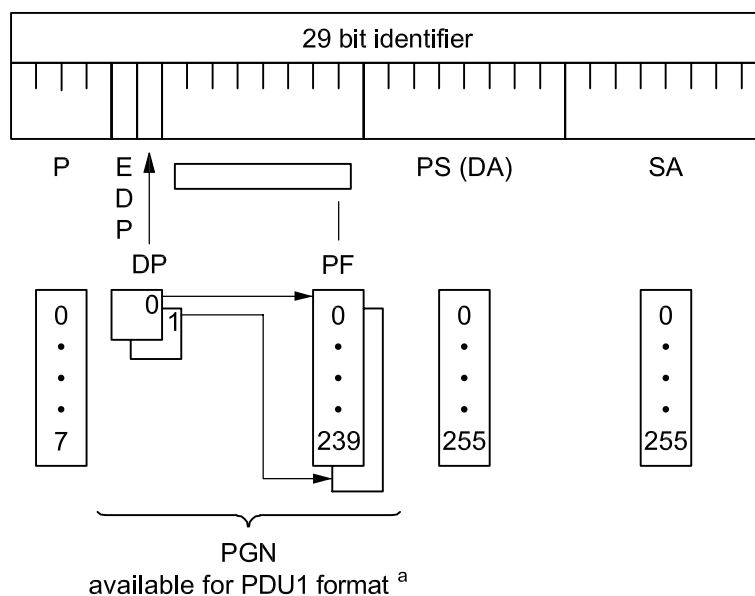 29 bit identifier
P
E
D
P
PS (DA)
SA
DP
PF
0
7
0
1
0
239
0
255
0
255
PGN
available for PDU1 format a